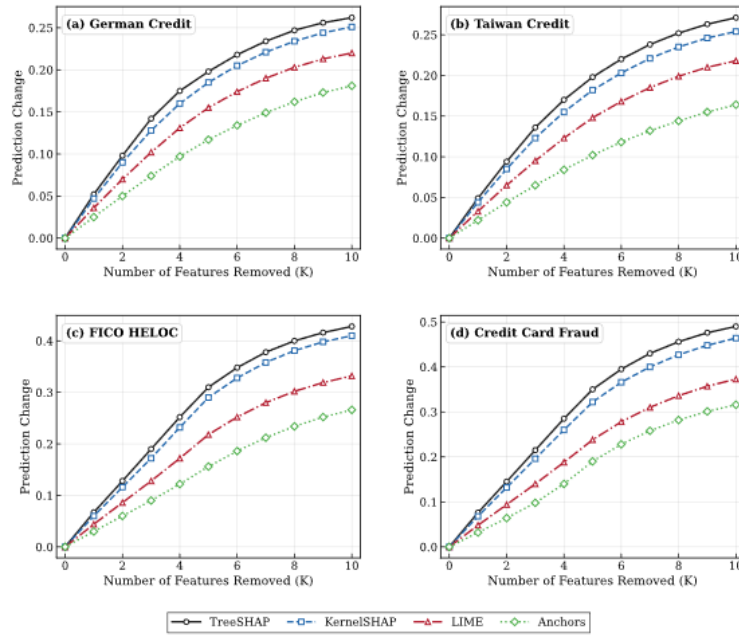 (a) German Credit
0.25
0.20
0.15
0.10
0.05
0.00
Prediction Change
0 2 4 6 8 10
Number of Features Removed (K)
(b) Taiwan Credit
0.25
0.20
0.15
0.10
0.05
0.00
Prediction Change
0 2 4 6 8 10
Number of Features Removed (K)
(c) FICO HELOC
0.4
0.3
0.2
0.1
0.0
Prediction Change
0 2 4 6 8 10
Number of Features Removed (K)
(d) Credit Card Fraud
0.5
0.4
0.3
0.2
0.1
0.0
Prediction Change
0 2 4 6 8 10
Number of Features Removed (K)
TreeSHAP KernelSHAP LIME Anchors